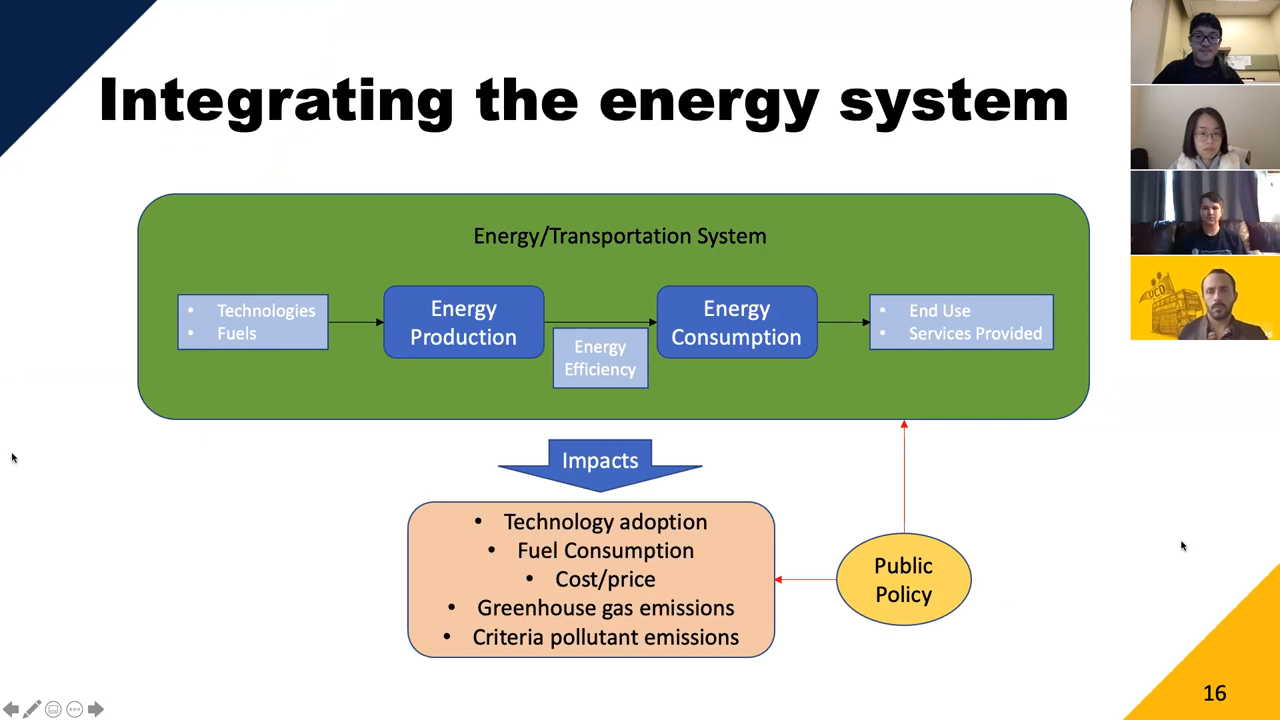 Integrating the energy system
Energy/Transportation System
• Technologies
• Fuels
Energy
Production
Energy
Efficiency
Energy
Consumption
• End Use
• Services Provided
Impacts
• Technology adoption
• Fuel Consumption
• Cost/price
• Greenhouse gas emissions
• Criteria pollutant emissions
Public
Policy
16
UCD